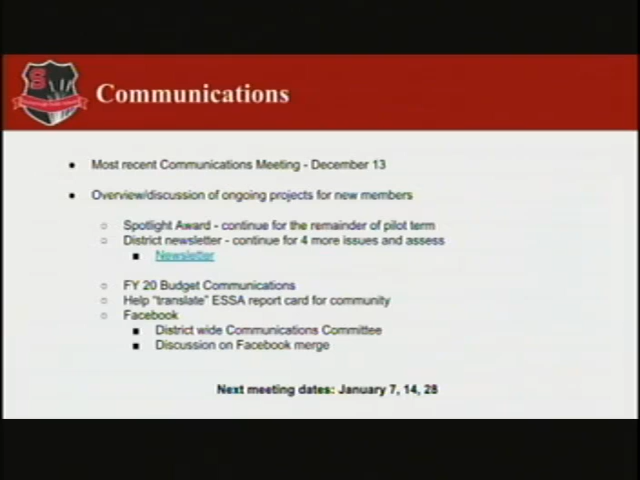 S
Communications
Most recent Communications Meeting - December 13
Overview/discussion of ongoing projects for new members
Spotlight Award - continue for the remainder of pilot term
District newsletter - continue for 4 more issues and assess
Newsletter
FY 20 Budget Communications
Help "translate" ESSA report card for community
Facebook
District wide Communications Committee
Discussion on Facebook merge
Next meeting dates: January 7, 14, 28